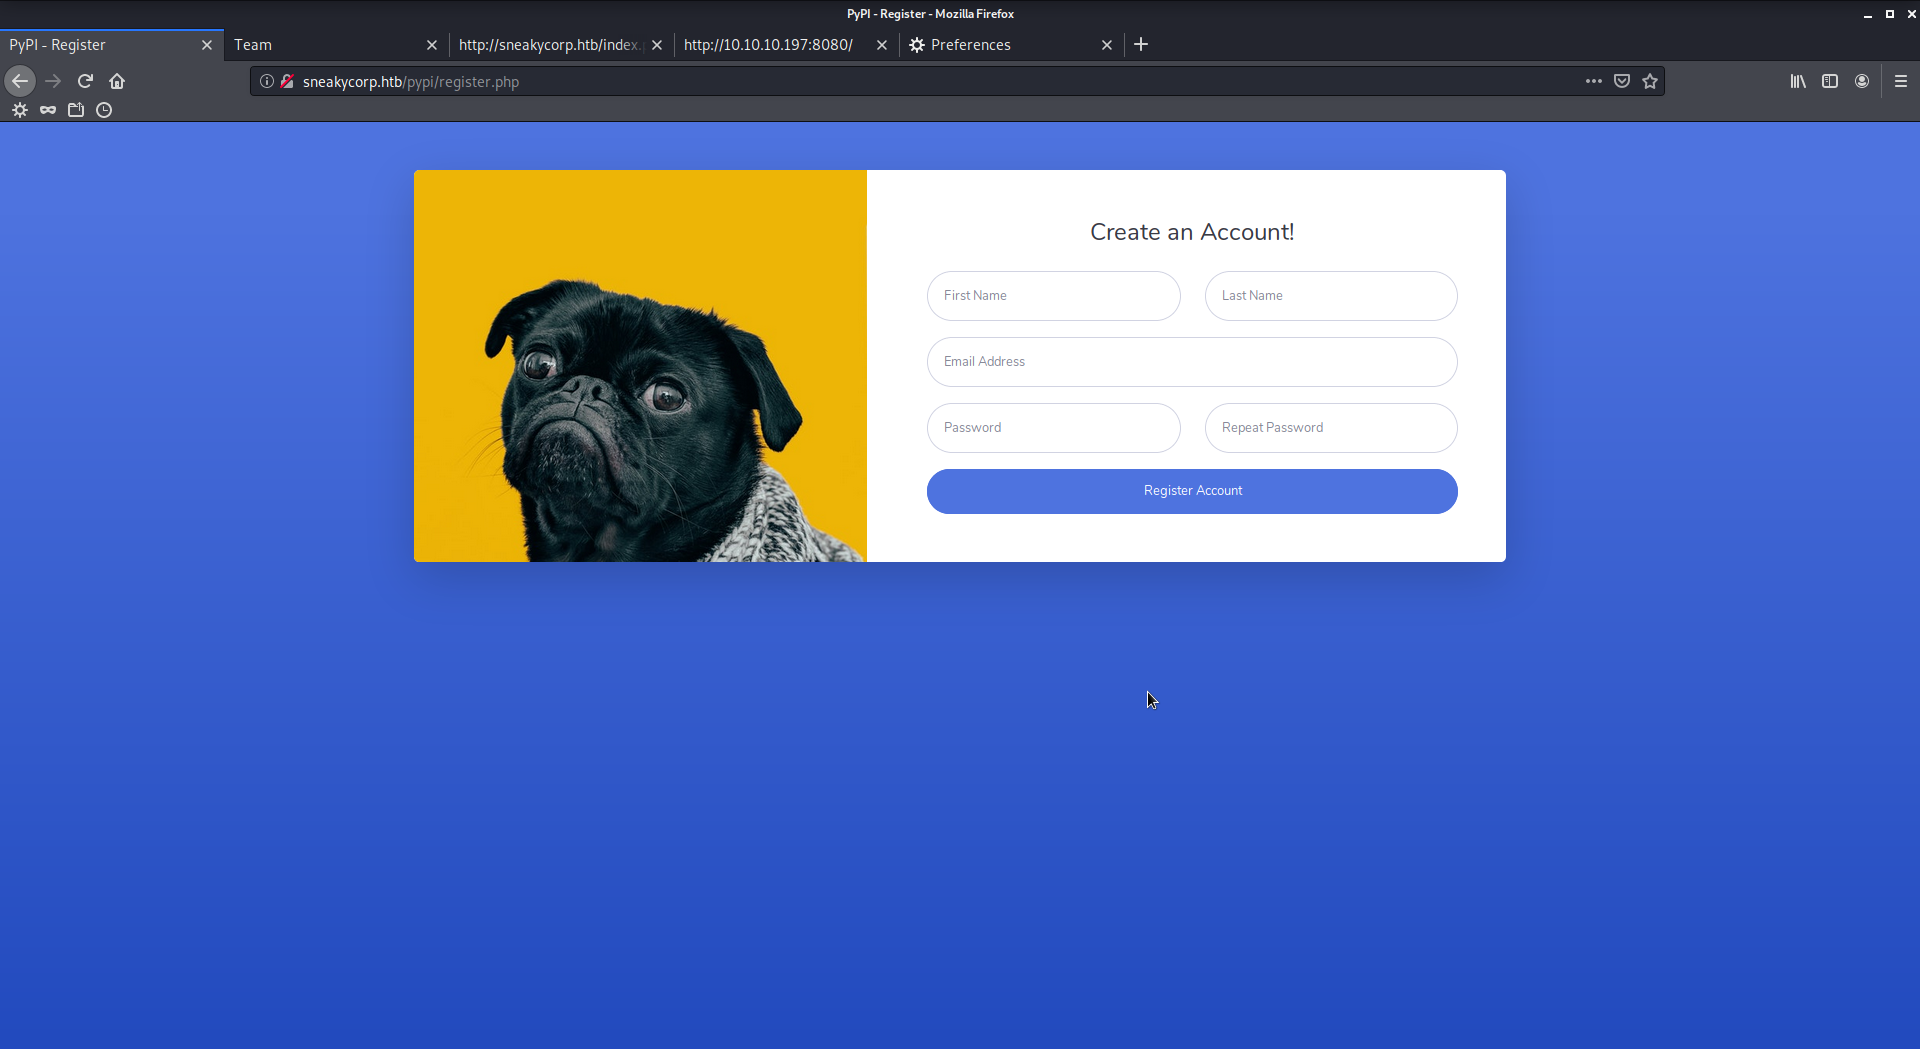 PyPI - Register - Mozilla Firefox
PyPI - Register
Team
http://sneakycorp.htb/index.
http://10.10.10.197:8080/
Preferences
sneakycorp.htb/pypi/register.php
Create an Account!
First Name
Last Name
Email Address
Password
Repeat Password
Register Account